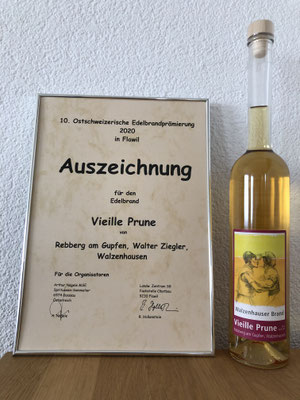 10. Ostschweizerische Edelbrandprämierung
2020
in Flawil
Auszeichnung
für den
Edelbrand
Vieille Prune
von
Rebberg am Gupfen, Walter Ziegler,
Walzenhausen
Für die Organisatoren
Walzenhauser Brand
Vieille Prune